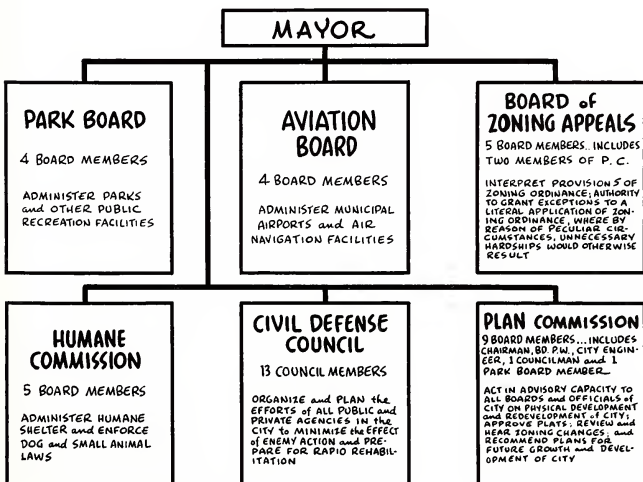 MAYOR
PARK BOARD
4 BOARD MEMBERS
ADMINISTER PARKS
and OTHER PUBLIC
RECREATION FACILITIES
AVIATION
BOARD
4 BOARD MEMBERS
ADMINISTER MUNICIPAL
AIRPORTS and AIR
NAVIGATION FACILITIES
BOARD of
ZONING APPEALS
5 BOARD MEMBERS.. INCLUDES
TWO MEMBERS OF P. C.
INTERPRET PROVISIONS OF
ZONING ORDINANCE; AUTHORITY
TO GRANT EXCEPTIONS TO A
LITERAL APPLICATION OF ZON-
ING ORDINANCE, WHERE BY
REASON OF PECULIAR CIR-
CUMSTANCES, UNNECESSARY
HARDSHIPS WOULD OTHERWISE
RESULT
HUMANE
COMMISSION
5 BOARD MEMBERS
ADMINISTER HUMANE
SHELTER and ENFORCE
DOG and SMALL ANIMAL
LAWS
CIVIL DEFENSE
COUNCIL
13 COUNCIL MEMBERS
ORGANIZE and PLAN the
EFFORTS OF ALL PUBLIC and
PRIVATE AGENCIES IN the
CITY to MINIMIZE the EFFECT
of ENEMY ACTION and PRE-
PARE FOR RAPID REHABIL-
ITATION
PLAN COMMISSION
9 BOARD MEMBERS,... INCLUDES
CHAIRMAN, BD. P.W., CITY ENGIN-
EER, 1 COUNCILMAN and 1
PARK BOARD MEMBER
ACT IN ADVISORY CAPACITY TO
ALL BOARDS and OFFICIALS of
CITY ON PHYSICAL DEVELOPMENT
and REDEVELOPMENT of CITY;
APPROVE PLATS; REVIEW and
HEAR ZONING CHANGES; and
RECOMMEND PLANS FOR
FUTURE GROWTH and DEVEL-
OPMENT OF CITY